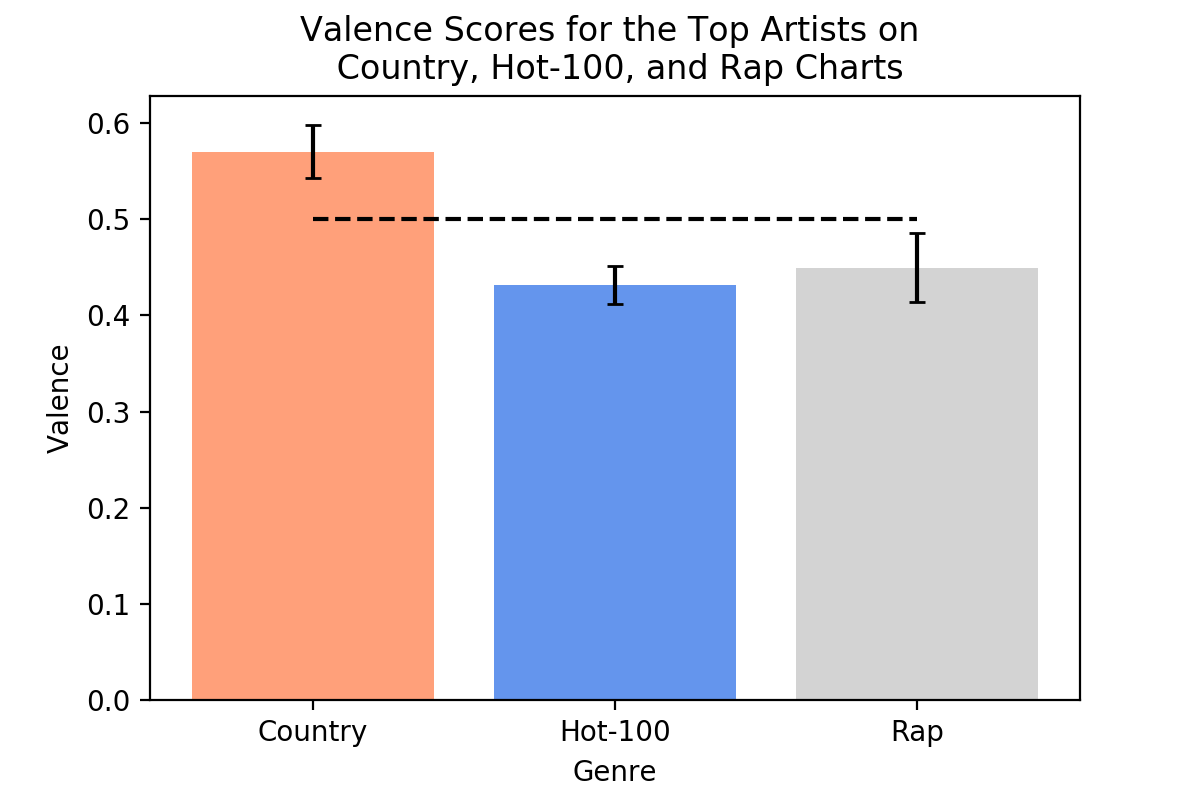 Valence Scores for the Top Artists on
Country, Hot-100, and Rap Charts
0.6
0.5
0.4
0.3
0.2
0.1
0.0
Valence
Country
Hot-100
Rap
Genre